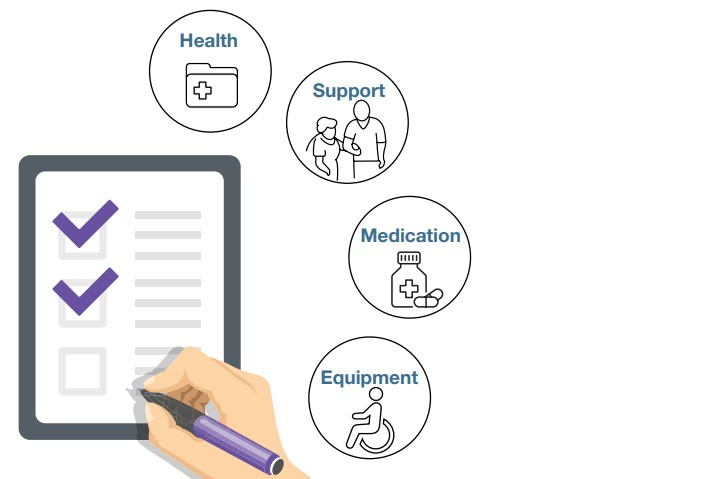 Health
Support
Medication
Equipment